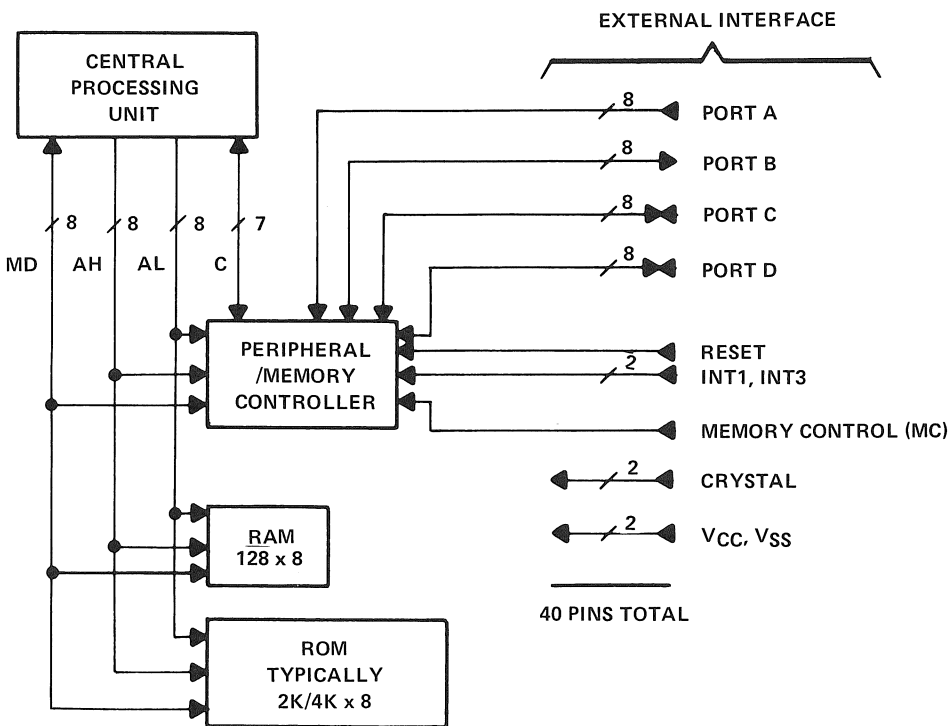 EXTERNAL INTERFACE
CENTRAL
PROCESSING
UNIT
8
PORT A
8
PORT B
8
PORT C
8
PORT D
8
8
8
7
MD
AH
AL
C
PERIPHERAL
/MEMORY
CONTROLLER
RESET
2
INT1, INT3
MEMORY CONTROL (MC)
2
CRYSTAL
2
VCC, VSS
40 PINS TOTAL
RAM
128 x 8
ROM
TYPICALLY
2K/4K x 8